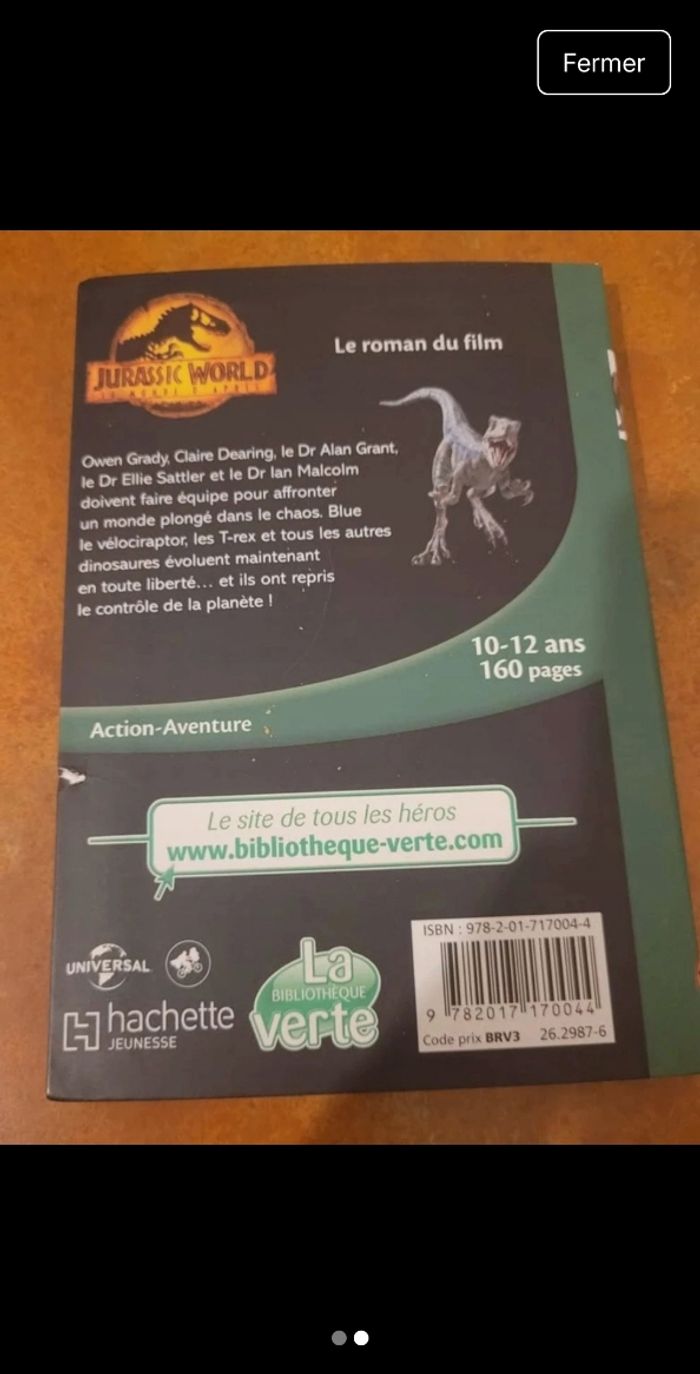 Fermer
JURASSIC WORLD
LE MONDE D'APRÈS
Le roman du film
Owen Grady, Claire Dearing, le Dr Alan Grant,
le Dr Ellie Sattler et le Dr Ian Malcolm
doivent faire équipe pour affronter
un monde plongé dans le chaos. Blue
le vélociraptor, les T-rex et tous les autres
dinosaures évoluent maintenant
en toute liberté... et ils ont repris
le contrôle de la planète !
10-12 ans
160 pages
Action-Aventure
Le site de tous les héros
www.bibliotheque-verte.com
ISBN : 978-2-01-717004-4
UNIVERSAL
La
BIBLIOTHÈQUE
verte
hachette
JEUNESSE
9 782017 170044
Code prix BRV3 26.2987-6